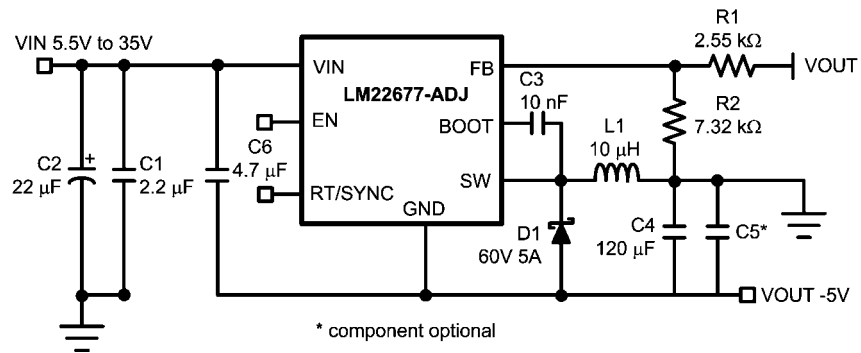 VIN 5.5V to 35V
VIN
FB
LM22677-ADJ
EN
BOOT
RT/SYNC
SW
GND
C2
+
22 μF
C1
2.2 μF
C6
4.7 μF
C3
10 nF
L1
10 μH
R1
2.55 kΩ
VOUT
R2
7.32 kΩ
D1
60V 5A
C4
120 μF
C5*
VOUT -5V
* component optional